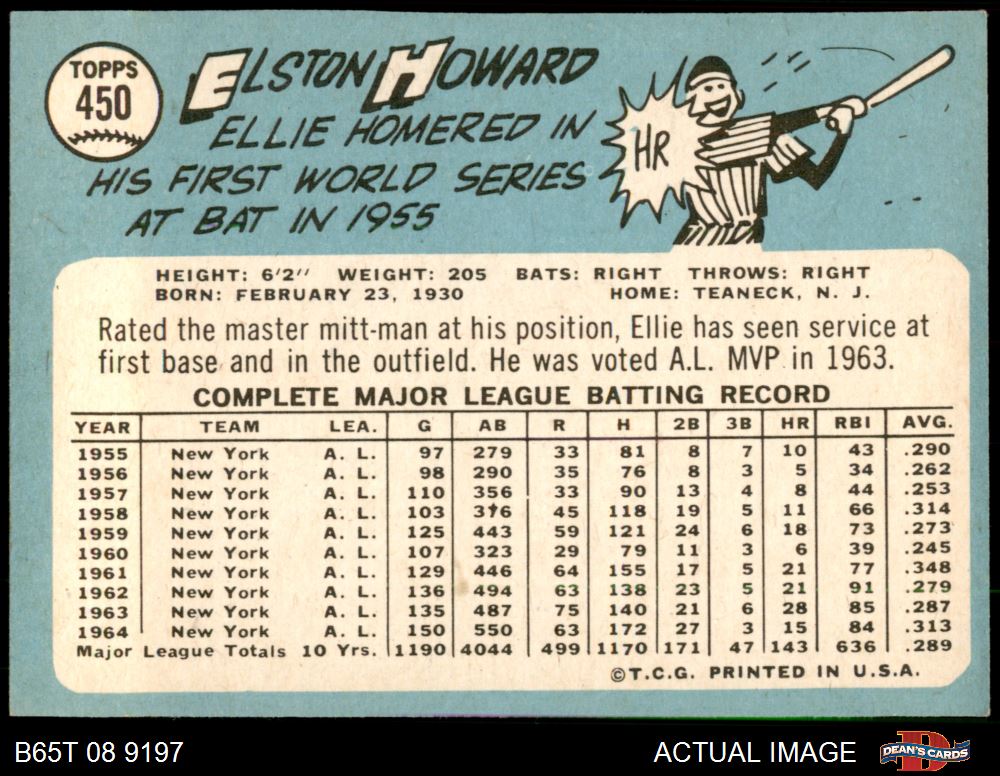 TOPPS
450
ELSTON HOWARD
ELLIE HOMERED IN
HIS FIRST WORLD SERIES
AT BAT IN 1955
HR
HEIGHT: 6'2" WEIGHT: 205 BATS: RIGHT THROWS: RIGHT
BORN: FEBRUARY 23, 1930 HOME: TEANECK, N. J.
Rated the master mitt-man at his position, Ellie has seen service at
first base and in the outfield. He was voted A.L. MVP in 1963.
COMPLETE MAJOR LEAGUE BATTING RECORD
YEAR TEAM LEA. G AB R H 2B 3B HR RBI AVG.
1955 New York A. L. 97 279 33 81 8 7 10 43 .290
1956 New York A. L. 98 290 35 76 8 3 5 34 .262
1957 New York A. L. 110 356 33 90 13 4 8 44 .253
1958 New York A. L. 103 376 45 118 19 5 11 66 .314
1959 New York A. L. 125 443 59 121 24 6 18 73 .273
1960 New York A. L. 107 323 29 79 11 3 6 39 .245
1961 New York A. L. 129 446 64 155 17 5 21 77 .348
1962 New York A. L. 136 494 63 138 23 5 21 91 .279
1963 New York A. L. 135 487 75 140 21 6 28 85 .287
1964 New York A. L. 150 550 63 172 27 3 15 84 .313
Major League Totals 10 Yrs. 1190 4044 499 1170 171 47 143 636 .289
©T.C.G. PRINTED IN U.S.A.
B65T 08 9197 ACTUAL IMAGE
DEAN'S CARDS